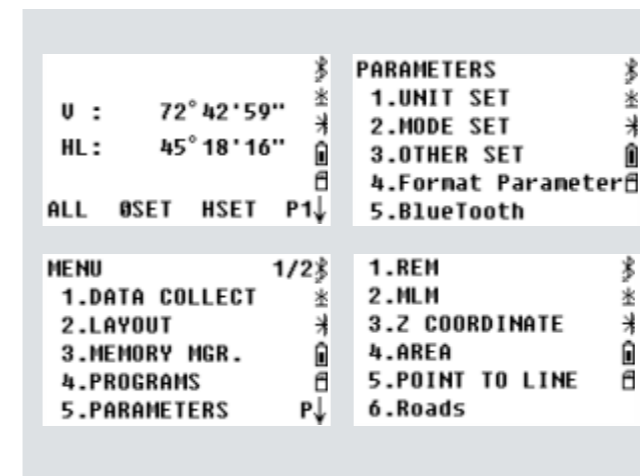 V : 72°42'59"
HL: 45°18'16"
ALL 0SET HSET P1↓
PARAMETERS
1.UNIT SET
2.MODE SET
3.OTHER SET
4.Format Parameter
5.BlueTooth
MENU 1/2
1.DATA COLLECT
2.LAYOUT
3.MEMORY MGR.
4.PROGRAMS
5.PARAMETERS P↓
1.REM
2.MLM
3.Z COORDINATE
4.AREA
5.POINT TO LINE
6.Roads